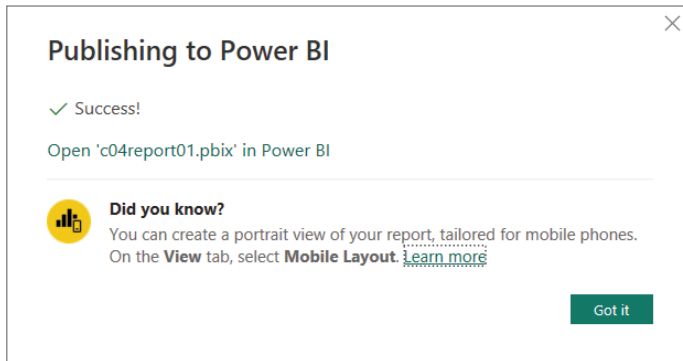 Publishing to Power BI
Success!
Open 'c04report01.pbix' in Power BI
Did you know?
You can create a portrait view of your report, tailored for mobile phones.
On the View tab, select Mobile Layout. Learn more
Got it